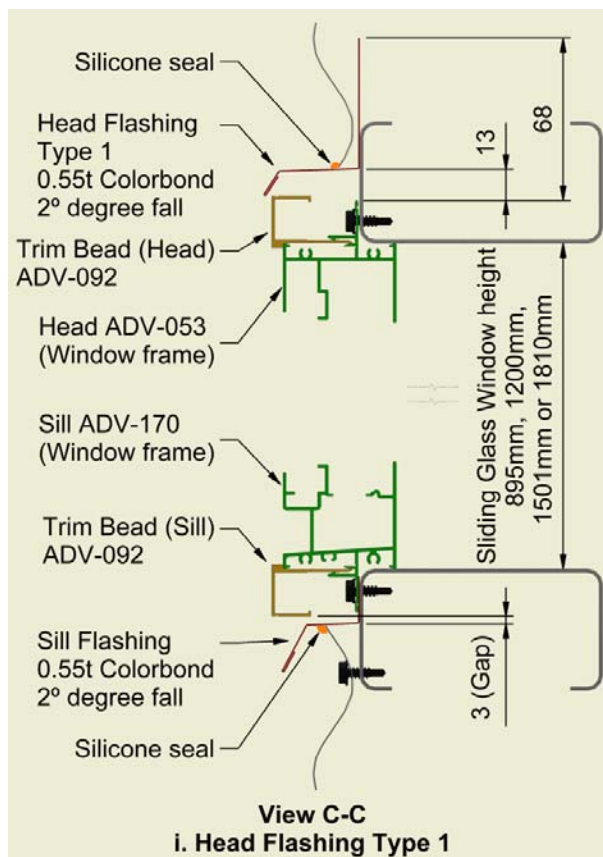 Silicone seal
Head Flashing
Type 1
0.55t Colorbond
2º degree fall
Trim Bead (Head)
ADV-092
Head ADV-053
(Window frame)
Sill ADV-170
(Window frame)
Trim Bead (Sill)
ADV-092
Sill Flashing
0.55t Colorbond
2º degree fall
Silicone seal
13
68
Sliding Glass Window height
895mm, 1200mm,
1501mm or 1810mm
3 (Gap)
View C-C
i. Head Flashing Type 1